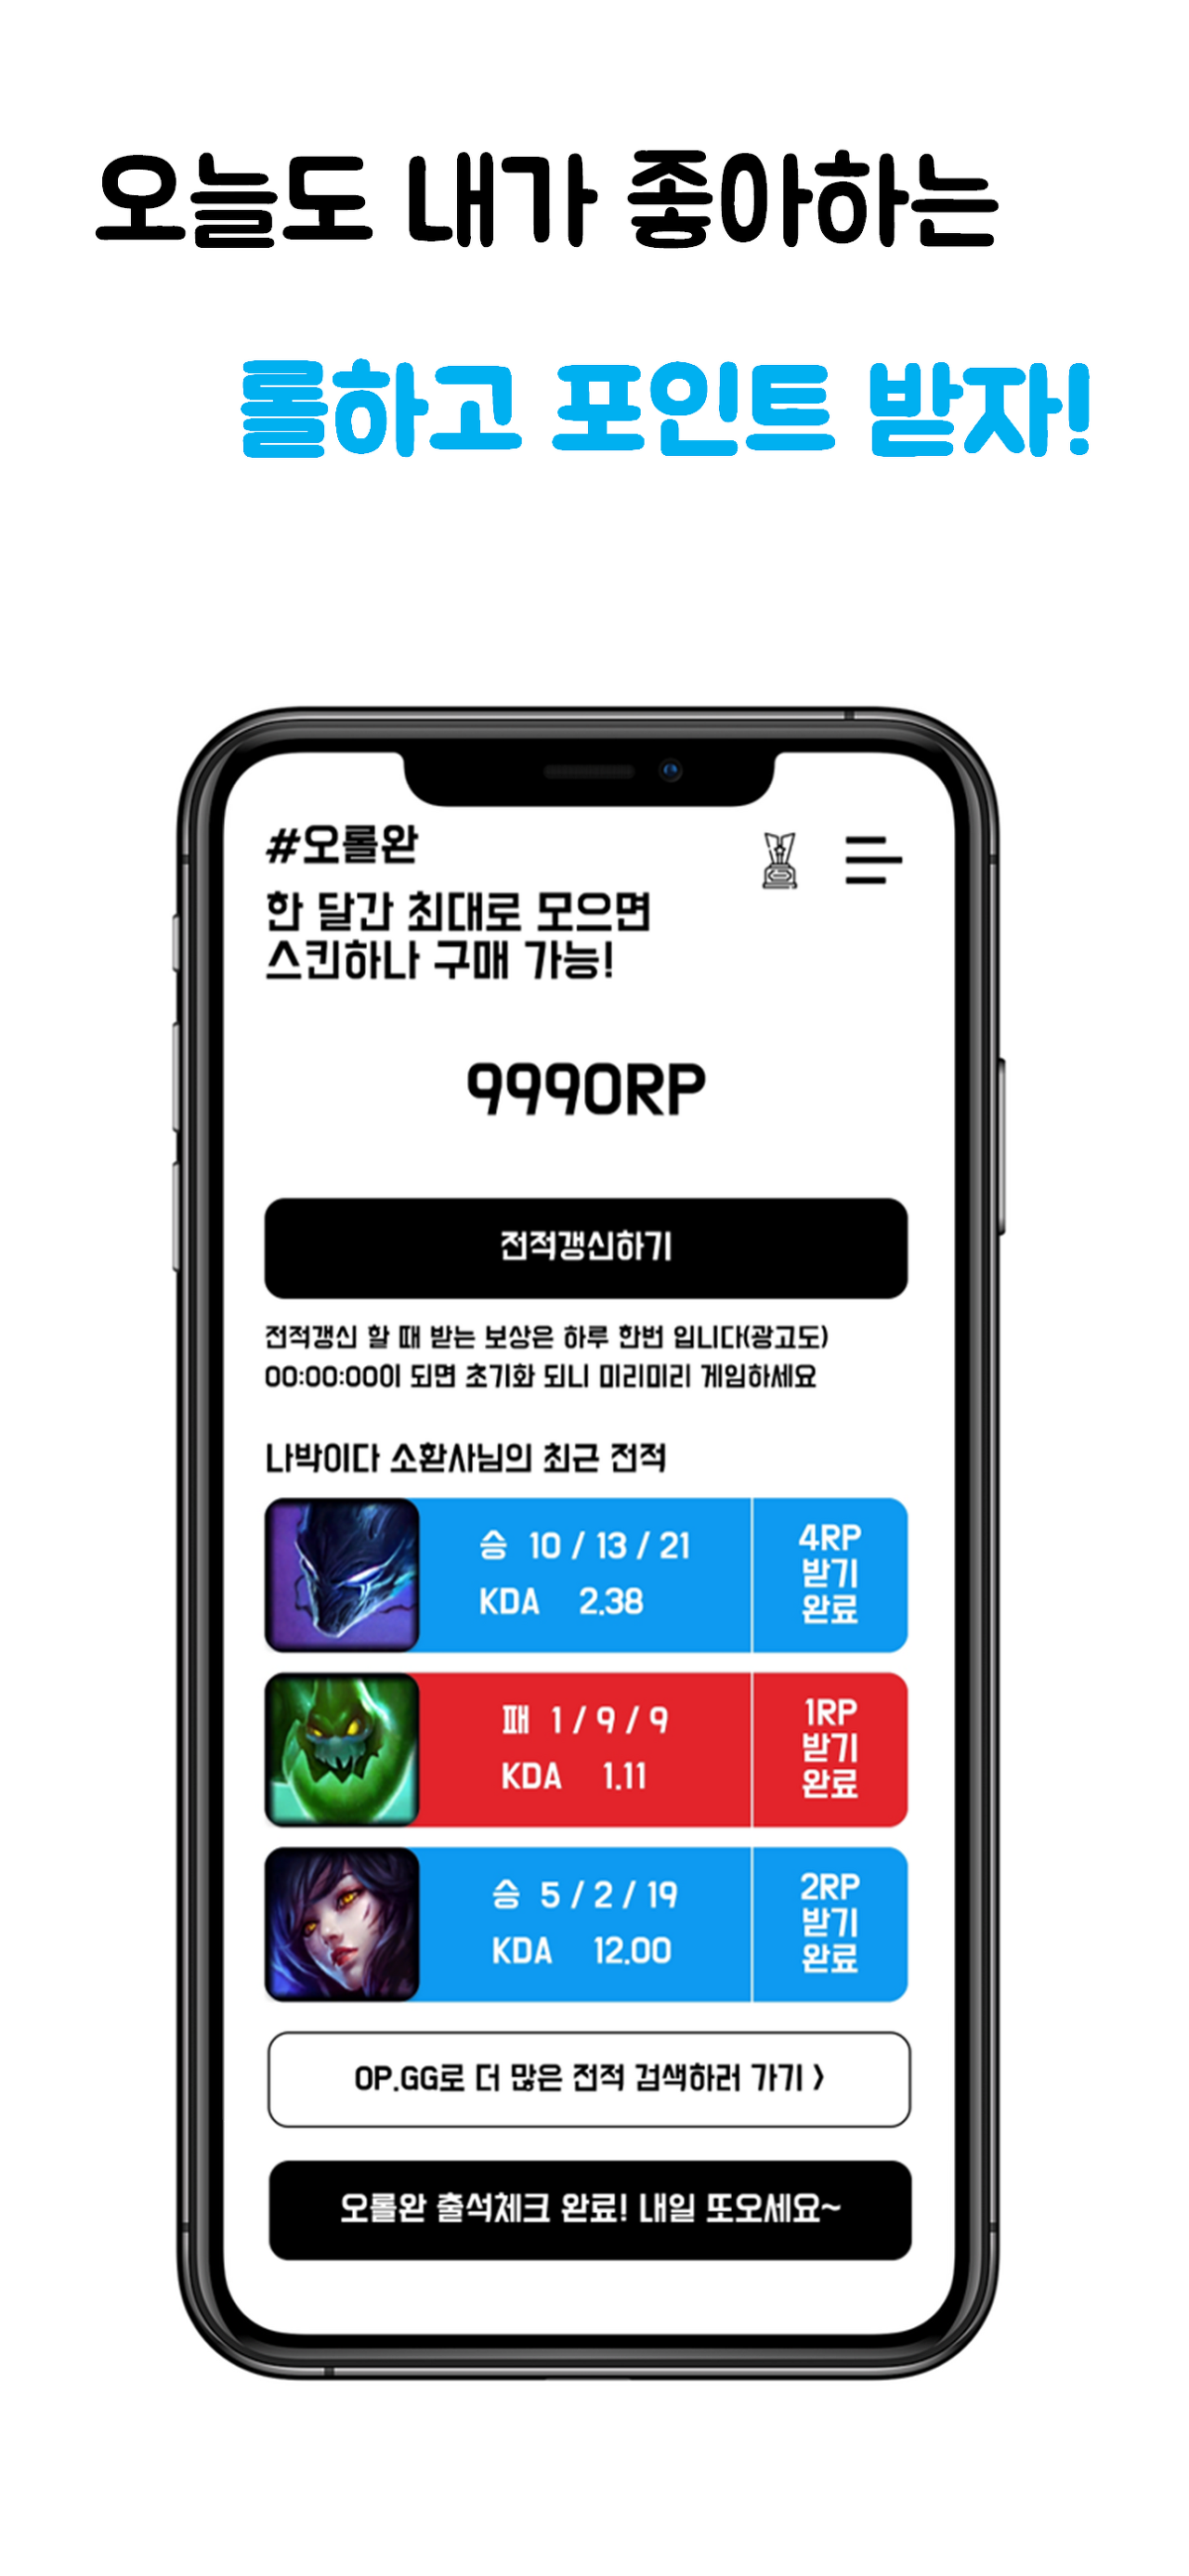 오늘도 내가 좋아하는
롤하고 포인트 받자!
#오롤완
한 달간 최대로 모으면
스킨하나 구매 가능!
9990RP
전적갱신하기
전적갱신 할 때 받는 보상은 하루 한번 입니다(광고도)
00:00:00이 되면 초기화 되니 미리미리 게임하세요
나박이다 소환사님의 최근 전적
승 10 / 13 / 21
KDA 2.38
4RP
받기
완료
패 1 / 9 / 9
KDA 1.11
1RP
받기
완료
승 5 / 2 / 19
KDA 12.00
2RP
받기
완료
OP.GG로 더 많은 전적 검색하러 가기 >
오롤완 출석체크 완료! 내일 또오세요~